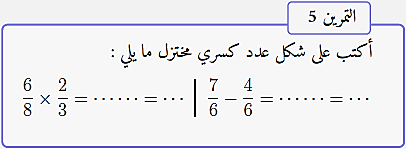 التمرين 5
أكتب على شكل عدد كسري مختزل ما يلي :
6/8 × 2/3 = ⋯⋯ = ⋯ | 7/6 − 4/6 = ⋯⋯ = ⋯